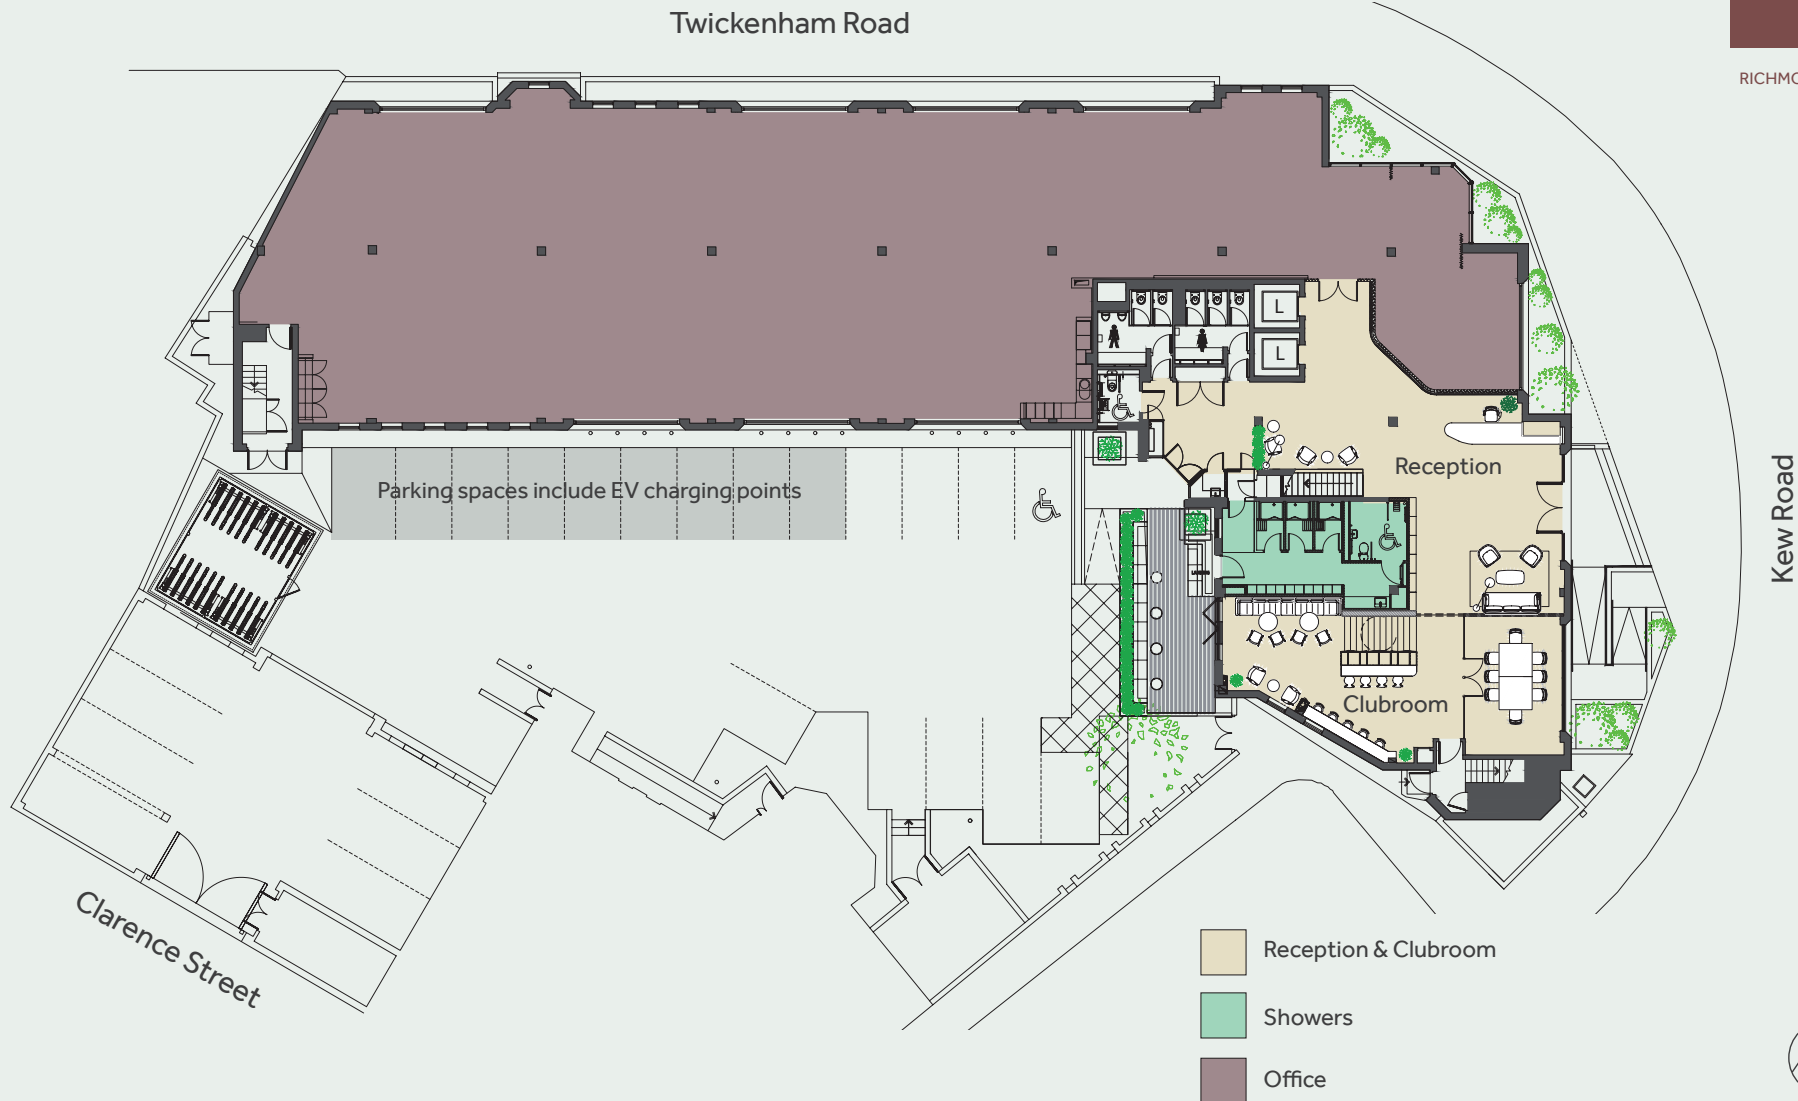 Twickenham Road
RICHMO
L
L
Parking spaces include EV charging points
Reception
Kew Road
Clubroom
Clarence Street
Reception & Clubroom
Showers
Office